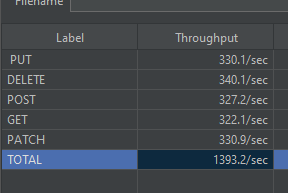 Filename
Label Throughput
PUT 330.1/sec
DELETE 340.1/sec
POST 327.2/sec
GET 322.1/sec
PATCH 330.9/sec
TOTAL 1393.2/sec